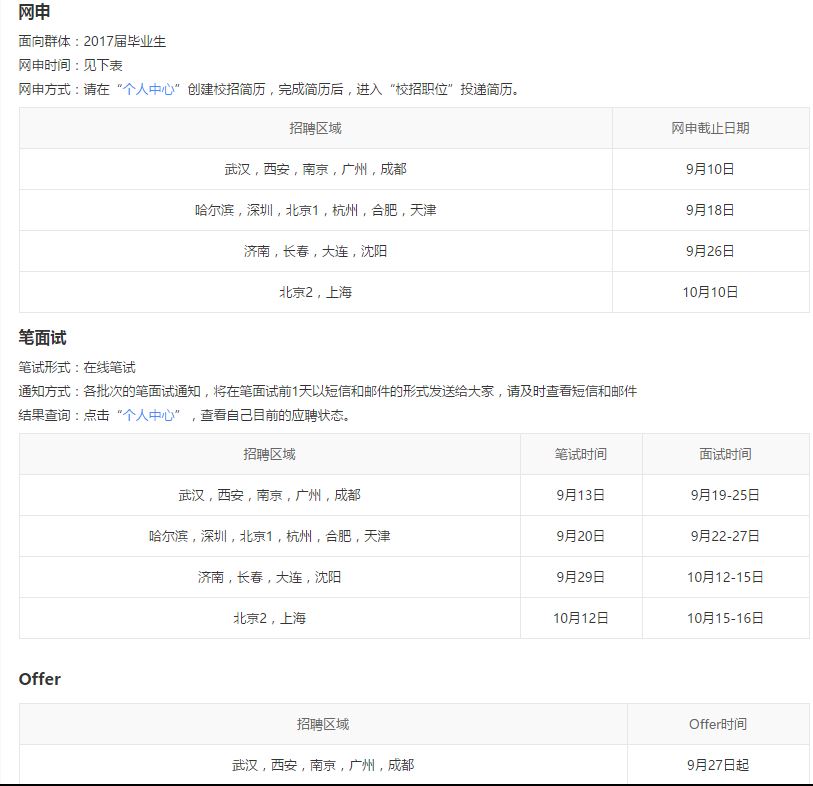 网申
面向群体：2017届毕业生
网申时间：见下表
网申方式：请在“个人中心”创建校招简历，完成简历后，进入“校招职位”投递简历。
招聘区域 网申截止日期
武汉，西安，南京，广州，成都 9月10日
哈尔滨，深圳，北京1，杭州，合肥，天津 9月18日
济南，长春，大连，沈阳 9月26日
北京2，上海 10月10日
笔面试
笔试形式：在线笔试
通知方式：各批次的笔面试通知，将在笔面试前1天以短信和邮件的形式发送给大家，请及时查看短信和邮件
结果查询：点击“个人中心”，查看自己目前的应聘状态。
招聘区域 笔试时间 面试时间
武汉，西安，南京，广州，成都 9月13日 9月19-25日
哈尔滨，深圳，北京1，杭州，合肥，天津 9月20日 9月22-27日
济南，长春，大连，沈阳 9月29日 10月12-15日
北京2，上海 10月12日 10月15-16日
Offer
招聘区域 Offer时间
武汉，西安，南京，广州，成都 9月27日起